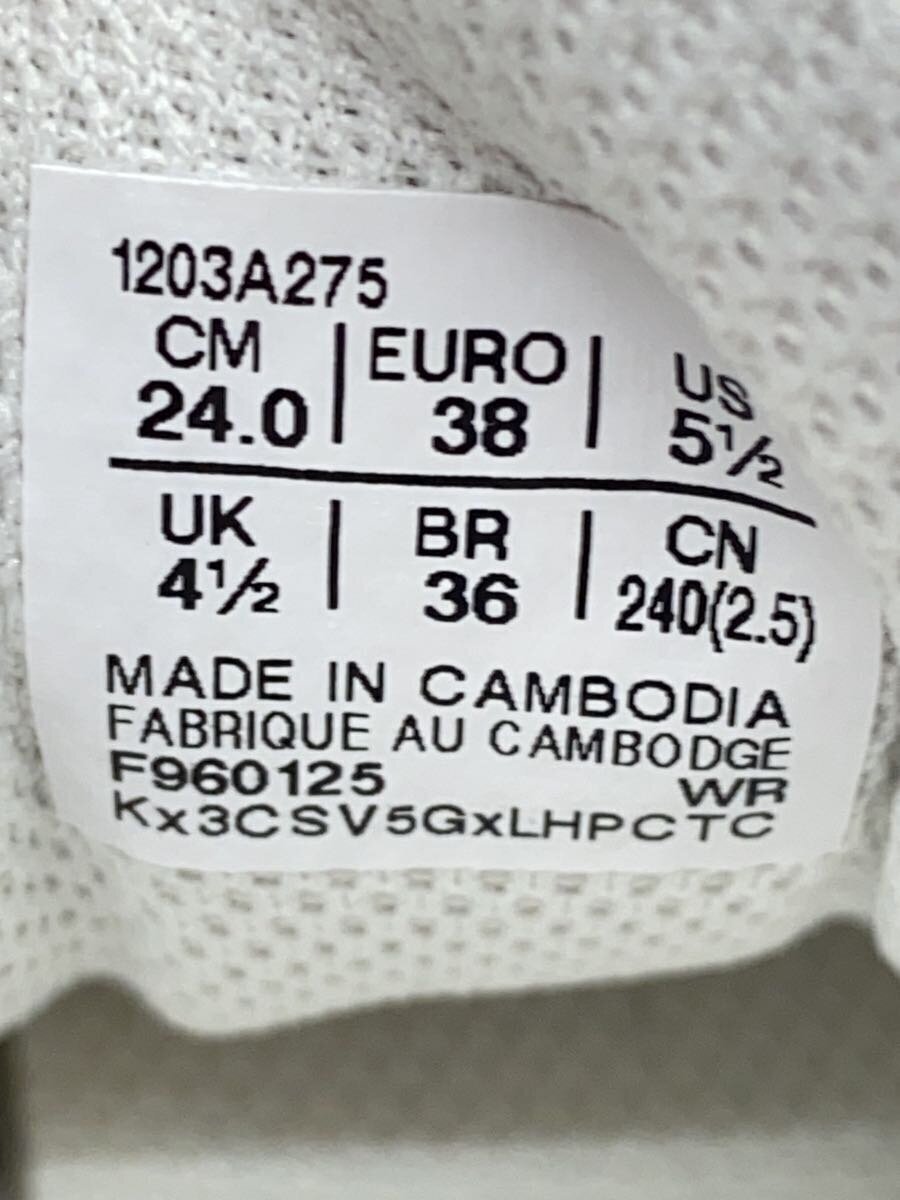 1203A275
CM | EURO | US
24.0 | 38 | 5½
UK | BR | CN
4½ | 36 | 240(2.5)
MADE IN CAMBODIA
FABRIQUE AU CAMBODGE
F960125 WR
Kx3CSV5GxLHPCTC